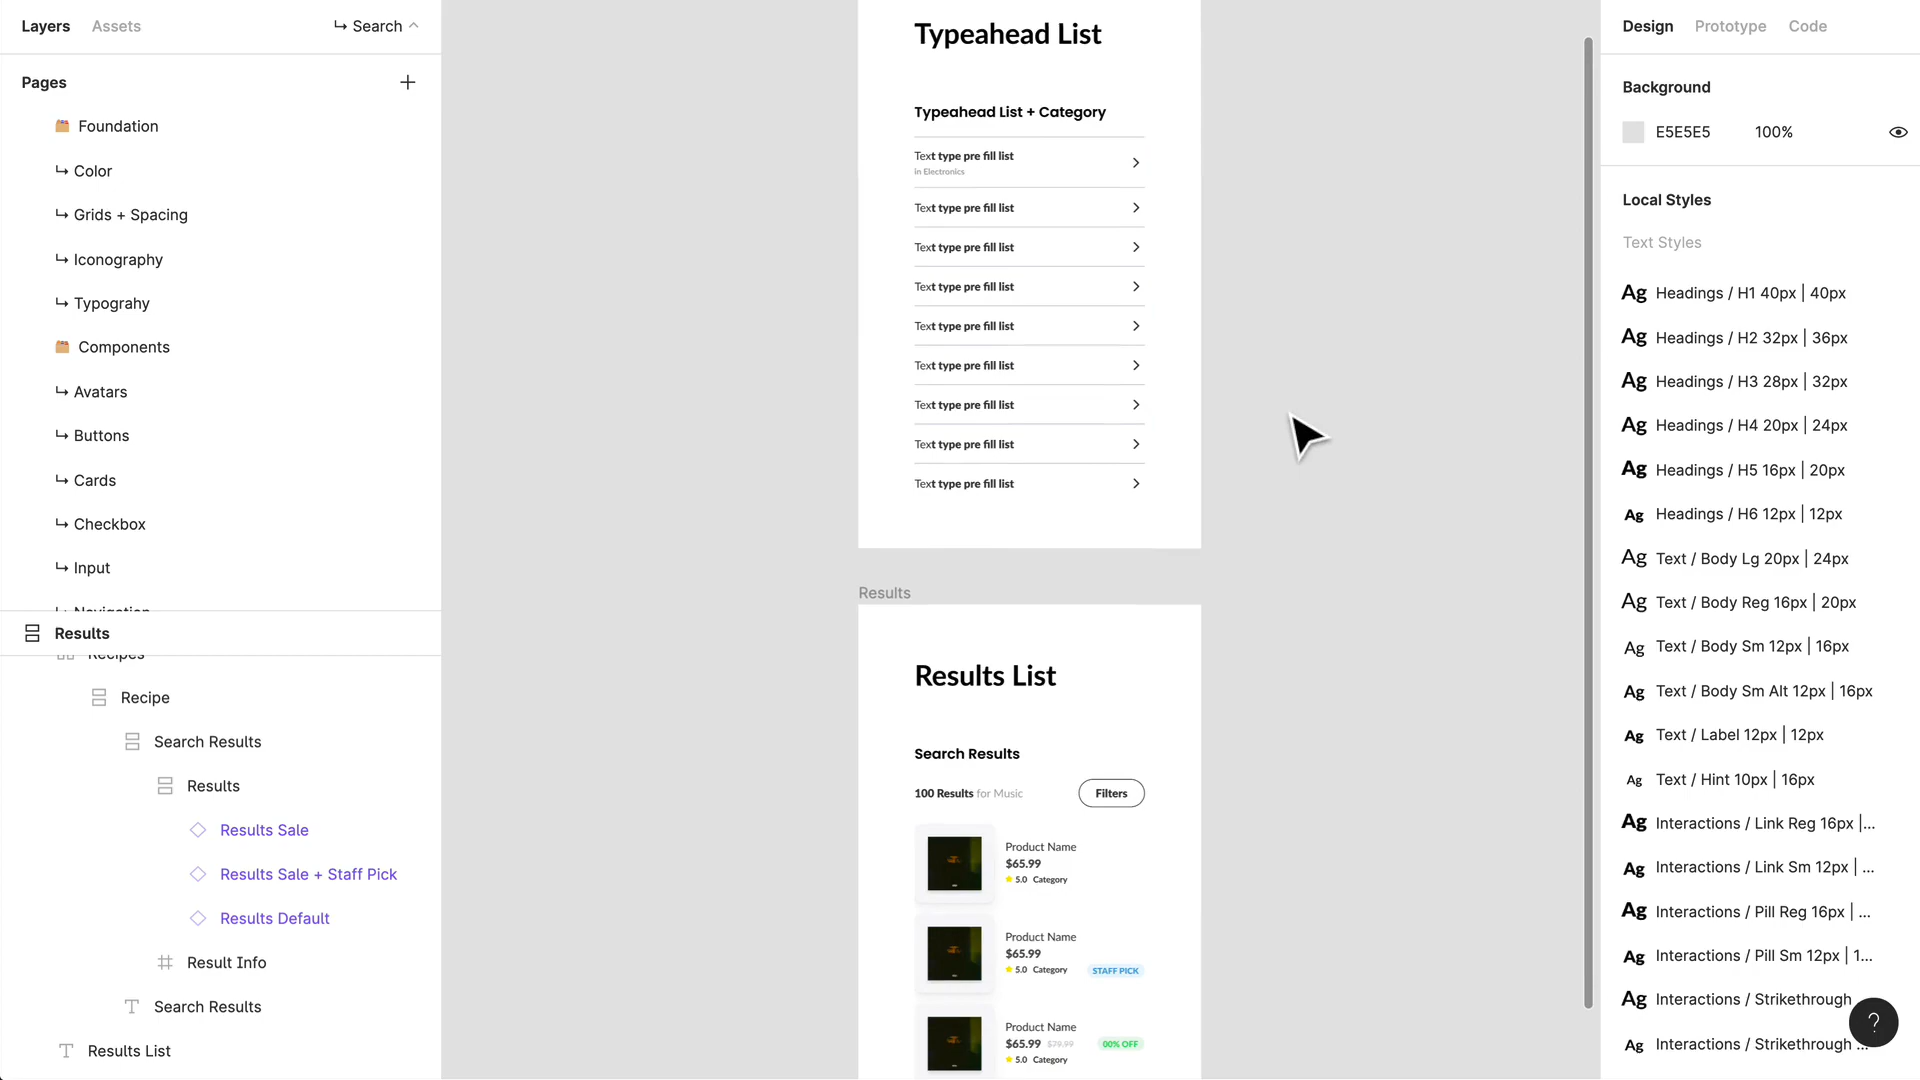 Layers Assets ↳ Search
Pages
Foundation
↳ Color
↳ Grids + Spacing
↳ Iconography
↳ Typograhy
Components
↳ Avatars
↳ Buttons
↳ Cards
↳ Checkbox
↳ Input
↳ Navigation
Results
Recipes
Recipe
Search Results
Results
Results Sale
Results Sale + Staff Pick
Results Default
Result Info
Search Results
Results List
Typeahead List
Typeahead List + Category
Text type pre fill list
in Electronics
Text type pre fill list
Text type pre fill list
Text type pre fill list
Text type pre fill list
Text type pre fill list
Text type pre fill list
Text type pre fill list
Text type pre fill list
Results
Results List
Search Results
100 Results for Music Filters
Product Name
$65.99
5.0 Category
Product Name
$65.99
5.0 Category STAFF PICK
Product Name
$65.99 $79.99 00% OFF
5.0 Category
Design Prototype Code
Background
E5E5E5 100%
Local Styles
Text Styles
Ag Headings / H1 40px | 40px
Ag Headings / H2 32px | 36px
Ag Headings / H3 28px | 32px
Ag Headings / H4 20px | 24px
Ag Headings / H5 16px | 20px
Ag Headings / H6 12px | 12px
Ag Text / Body Lg 20px | 24px
Ag Text / Body Reg 16px | 20px
Ag Text / Body Sm 12px | 16px
Ag Text / Body Sm Alt 12px | 16px
Ag Text / Label 12px | 12px
Ag Text / Hint 10px | 16px
Ag Interactions / Link Reg 16px |...
Ag Interactions / Link Sm 12px | ...
Ag Interactions / Pill Reg 16px | ...
Ag Interactions / Pill Sm 12px | 1...
Ag Interactions / Strikethrough
Ag Interactions / Strikethrough ...
?